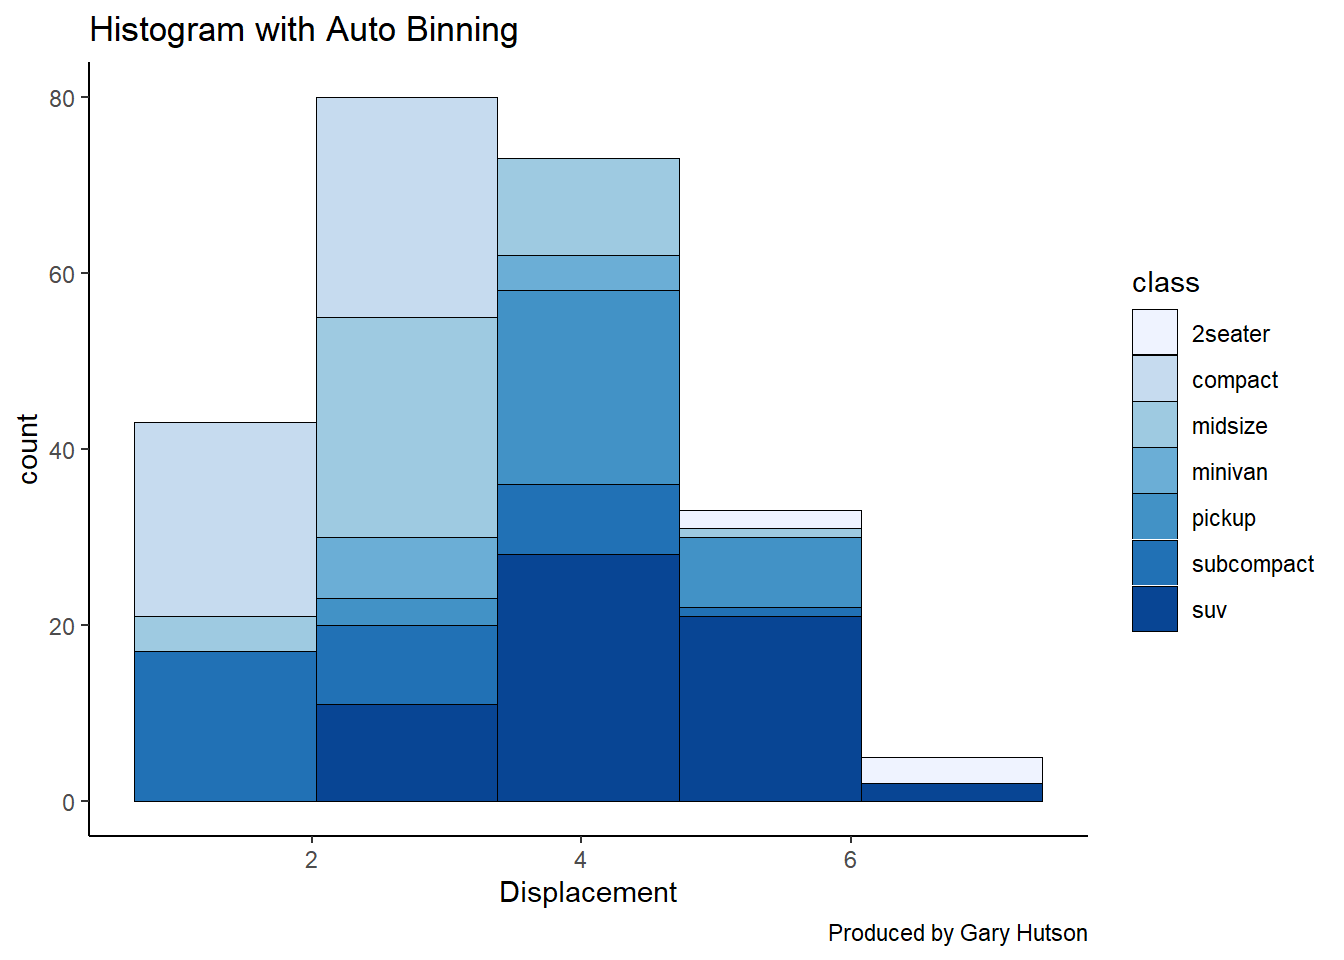 Histogram with Auto Binning
80
60
40
20
0
count
2 4 6
Displacement
class
2seater
compact
midsize
minivan
pickup
subcompact
suv
Produced by Gary Hutson